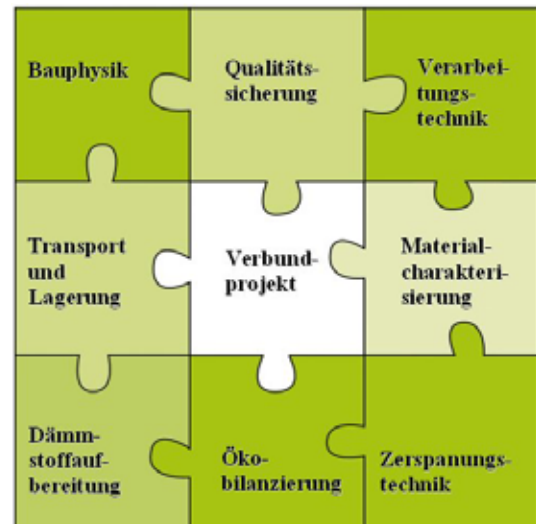 Bauphysik
Qualitäts-
sicherung
Verarbei-
tungs-
technik
Transport
und
Lagerung
Verbund-
projekt
Material-
charakteri-
sierung
Dämm-
stoffauf-
bereitung
Öko-
bilanzierung
Zerspanungs-
technik